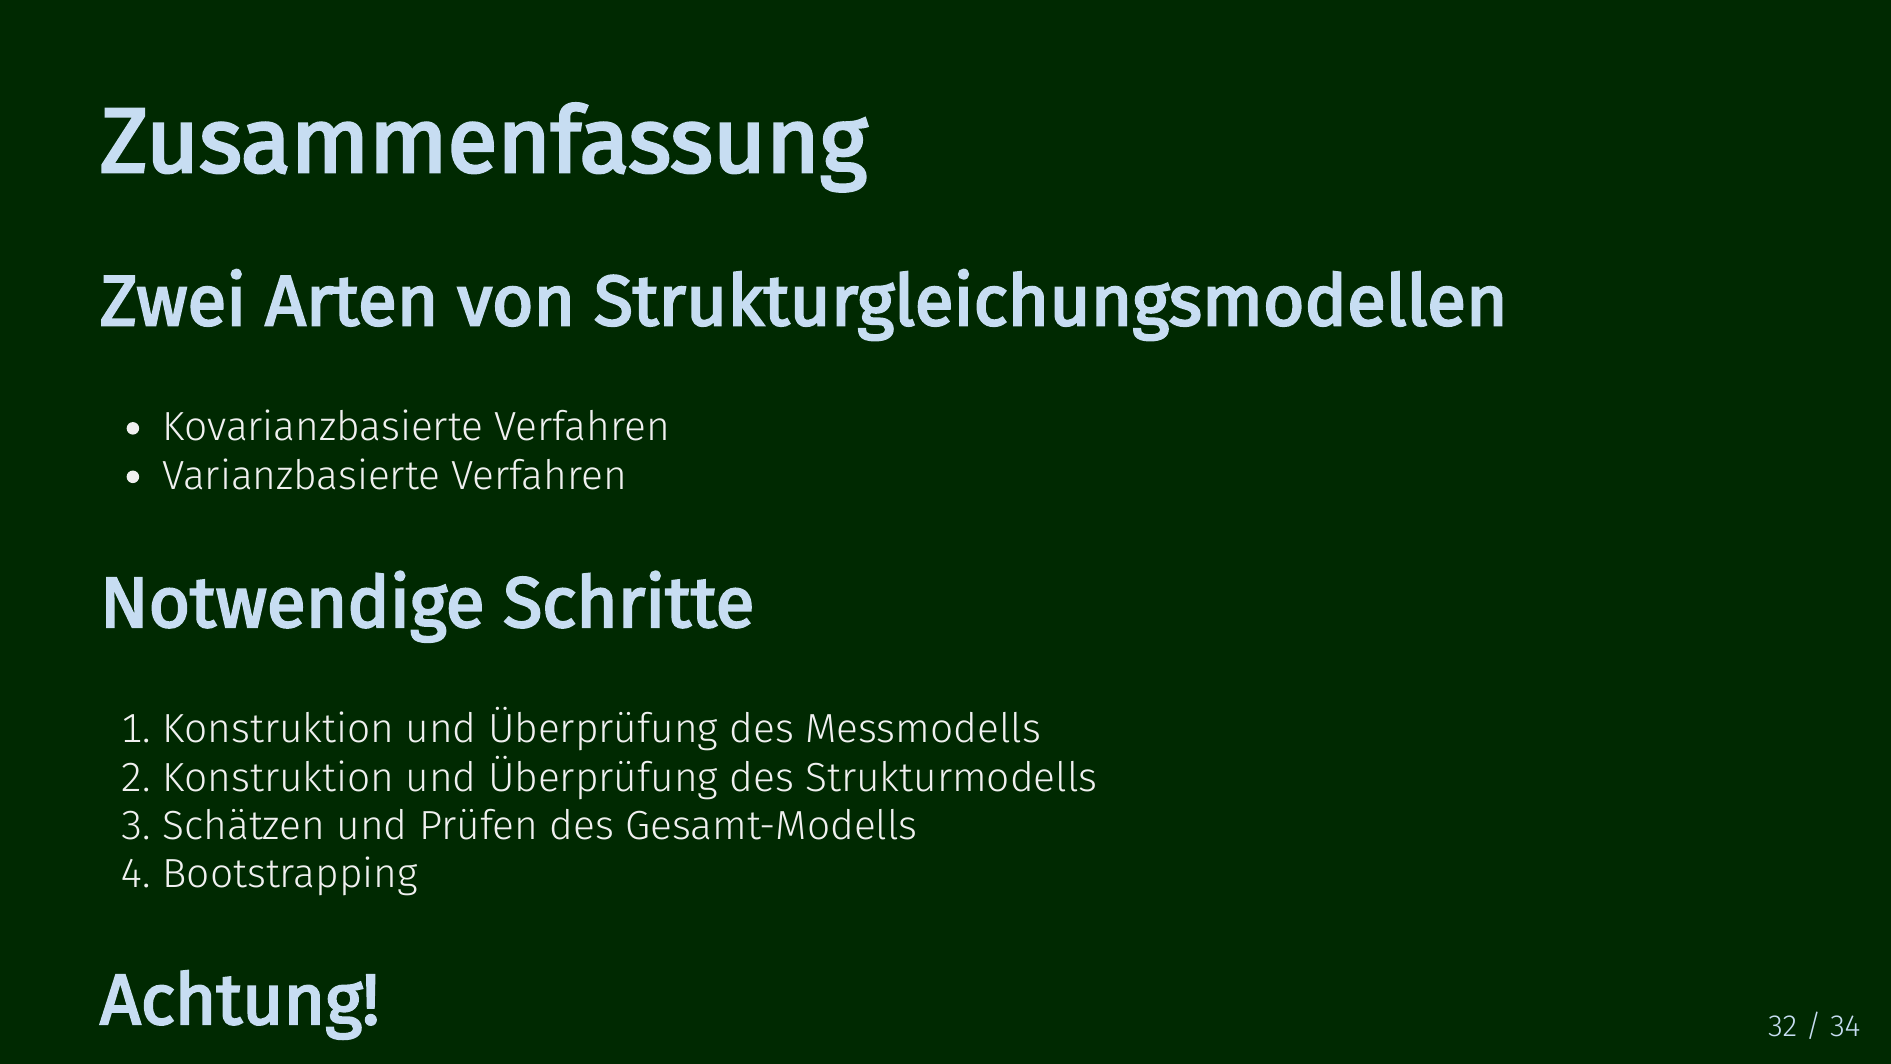 Zusammenfassung
Zwei Arten von Strukturgleichungsmodellen
• Kovarianzbasierte Verfahren
• Varianzbasierte Verfahren
Notwendige Schritte
1. Konstruktion und Überprüfung des Messmodells
2. Konstruktion und Überprüfung des Strukturmodells
3. Schätzen und Prüfen des Gesamt-Modells
4. Bootstrapping
Achtung!
32 / 34